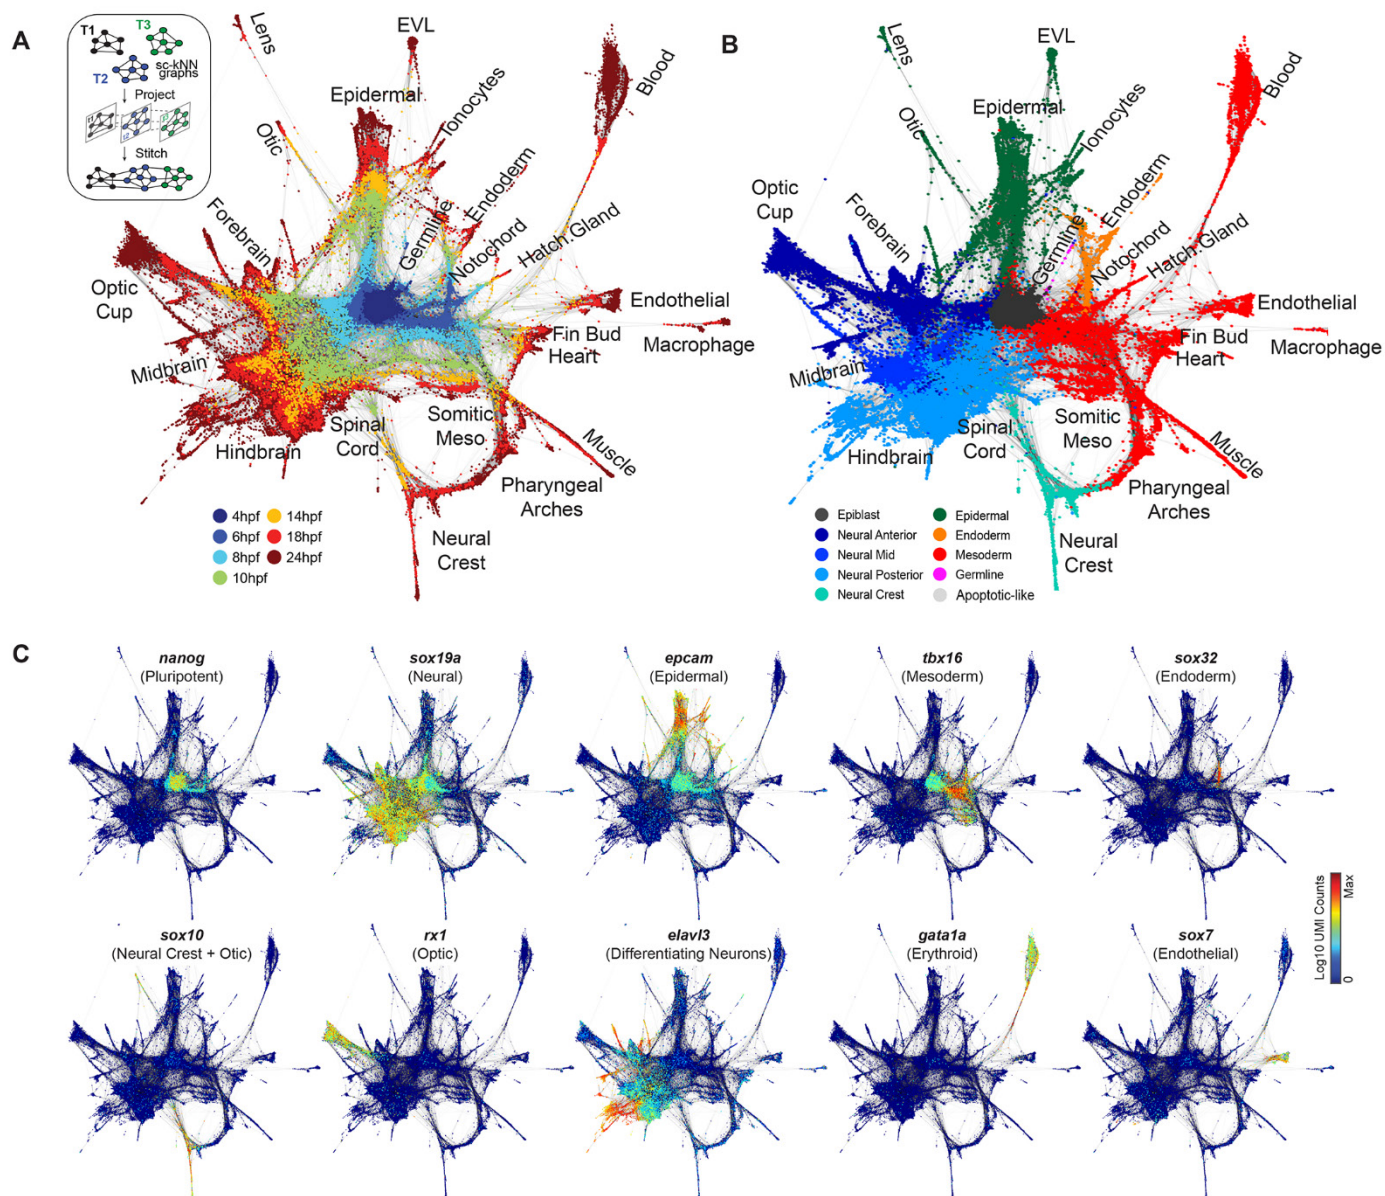 A
T1
T3
T2
sc-kNN
graphs
Project
t1
t2
t3
Stitch
Lens
EVL
Epidermal
Ionocytes
Blood
Otic
Optic
Cup
Forebrain
Germline
Endoderm
Notochord
Hatch Gland
Endothelial
Macrophage
Fin Bud
Heart
Midbrain
Hindbrain
Spinal
Cord
Somitic
Meso
Muscle
Pharyngeal
Arches
Neural
Crest
4hpf
6hpf
8hpf
10hpf
14hpf
18hpf
24hpf
B
Lens
EVL
Epidermal
Ionocytes
Blood
Otic
Optic
Cup
Forebrain
Germline
Endoderm
Notochord
Hatch Gland
Endothelial
Macrophage
Fin Bud
Heart
Midbrain
Hindbrain
Spinal
Cord
Somitic
Meso
Muscle
Pharyngeal
Arches
Neural
Crest
Epiblast
Neural Anterior
Neural Mid
Neural Posterior
Neural Crest
Epidermal
Endoderm
Mesoderm
Germline
Apoptotic-like
C
nanog
(Pluripotent)
sox19a
(Neural)
epcam
(Epidermal)
tbx16
(Mesoderm)
sox32
(Endoderm)
sox10
(Neural Crest + Otic)
rx1
(Optic)
elavl3
(Differentiating Neurons)
gata1a
(Erythroid)
sox7
(Endothelial)
Log10 UMI Counts
Max
0